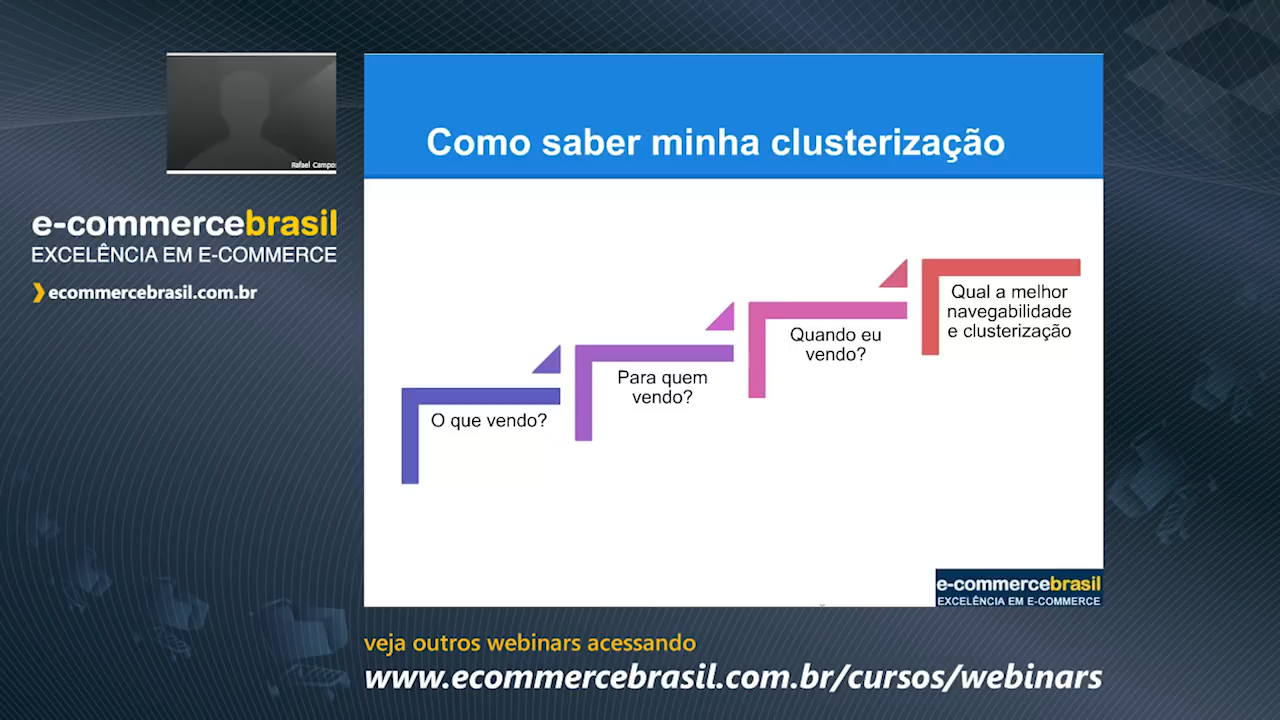 Rafael Campos
e-commercebrasil
EXCELÊNCIA EM E-COMMERCE
ecommercebrasil.com.br
Como saber minha clusterização
O que vendo?
Para quem
vendo?
Quando eu
vendo?
Qual a melhor
navegabilidade
e clusterização
e-commercebrasil
EXCELÊNCIA EM E-COMMERCE
veja outros webinars acessando
www.ecommercebrasil.com.br/cursos/webinars